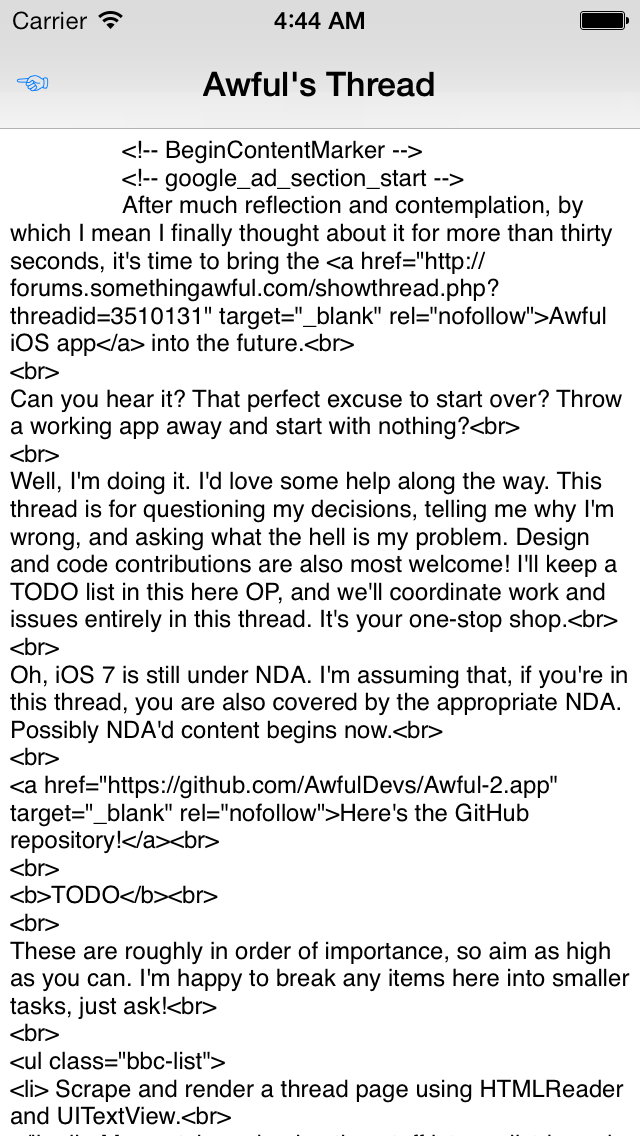 Carrier 4:44 AM
Awful's Thread
<!-- BeginContentMarker -->
<!-- google_ad_section_start -->
After much reflection and contemplation, by
which I mean I finally thought about it for more than thirty
seconds, it's time to bring the <a href="http://
forums.somethingawful.com/showthread.php?
threadid=3510131" target="_blank" rel="nofollow">Awful
iOS app</a> into the future.<br>
<br>
Can you hear it? That perfect excuse to start over? Throw
a working app away and start with nothing?<br>
<br>
Well, I'm doing it. I'd love some help along the way. This
thread is for questioning my decisions, telling me why I'm
wrong, and asking what the hell is my problem. Design
and code contributions are also most welcome! I'll keep a
TODO list in this here OP, and we'll coordinate work and
issues entirely in this thread. It's your one-stop shop.<br>
<br>
Oh, iOS 7 is still under NDA. I'm assuming that, if you're in
this thread, you are also covered by the appropriate NDA.
Possibly NDA'd content begins now.<br>
<br>
<a href="https://github.com/AwfulDevs/Awful-2.app"
target="_blank" rel="nofollow">Here's the GitHub
repository!</a><br>
<br>
<b>TODO</b><br>
<br>
These are roughly in order of importance, so aim as high
as you can. I'm happy to break any items here into smaller
tasks, just ask!<br>
<br>
<ul class="bbc-list">
<li> Scrape and render a thread page using HTMLReader
and UITextView.<br>